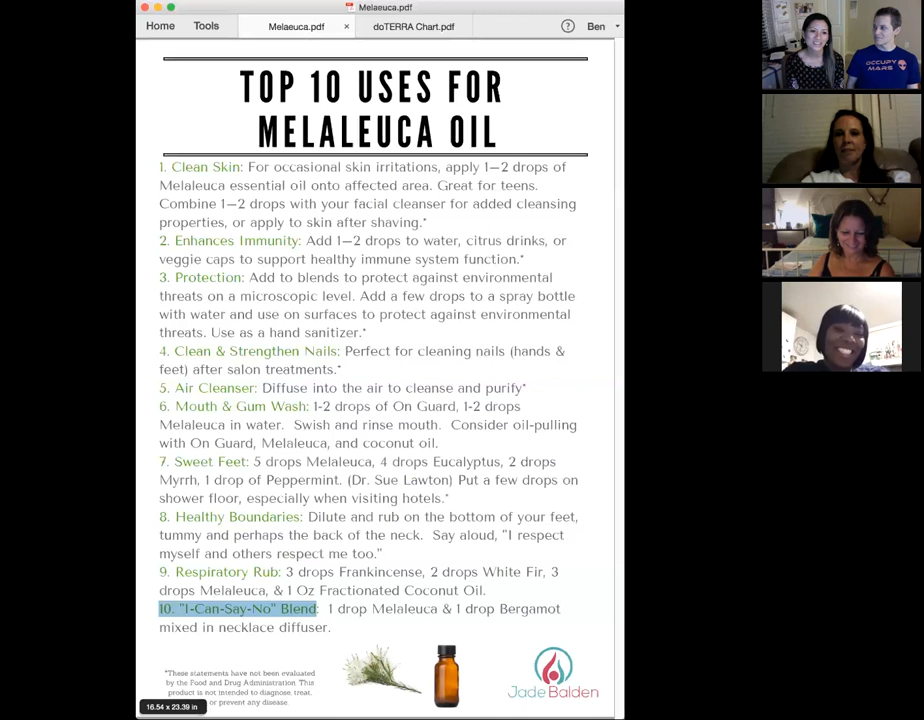 Melaeuca.pdf
Home
Tools
Melaeuca.pdf
×
doTERRA Chart.pdf
?
Ben
TOP 10 USES FOR
MELALEUCA OIL
1. Clean Skin: For occasional skin irritations, apply 1–2 drops of
Melaleuca essential oil onto affected area. Great for teens.
Combine 1–2 drops with your facial cleanser for added cleansing
properties, or apply to skin after shaving.*
2. Enhances Immunity: Add 1–2 drops to water, citrus drinks, or
veggie caps to support healthy immune system function.*
3. Protection: Add to blends to protect against environmental
threats on a microscopic level. Add a few drops to a spray bottle
with water and use on surfaces to protect against environmental
threats. Use as a hand sanitizer.*
4. Clean & Strengthen Nails: Perfect for cleaning nails (hands &
feet) after salon treatments.*
5. Air Cleanser: Diffuse into the air to cleanse and purify*
6. Mouth & Gum Wash: 1-2 drops of On Guard, 1-2 drops
Melaleuca in water. Swish and rinse mouth. Consider oil-pulling
with On Guard, Melaleuca, and coconut oil.
7. Sweet Feet: 5 drops Melaleuca, 4 drops Eucalyptus, 2 drops
Myrrh, 1 drop of Peppermint. (Dr. Sue Lawton) Put a few drops on
shower floor, especially when visiting hotels.*
8. Healthy Boundaries: Dilute and rub on the bottom of your feet,
tummy and perhaps the back of the neck. Say aloud, "I respect
myself and others respect me too."
9. Respiratory Rub: 3 drops Frankincense, 2 drops White Fir, 3
drops Melaleuca, & 1 Oz Fractionated Coconut Oil.
10. "I-Can-Say-No" Blend: 1 drop Melaleuca & 1 drop Bergamot
mixed in necklace diffuser.
*These statements have not been evaluated
by the Food and Drug Administration. This
product is not intended to diagnose, treat,
or prevent any disease.
16.54 x 23.39 in
Jade Balden
OCCUPY
MARS